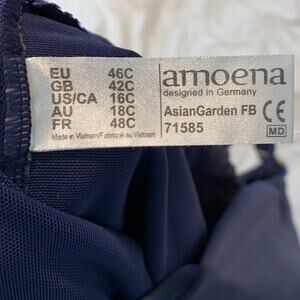 EU 46C
GB 42C
US/CA 16C
AU 18C
FR 48C
Made in Vietnam/Fabriqué au Vietnam
amoena
designed in Germany
AsianGarden FB
71585
CE
MD